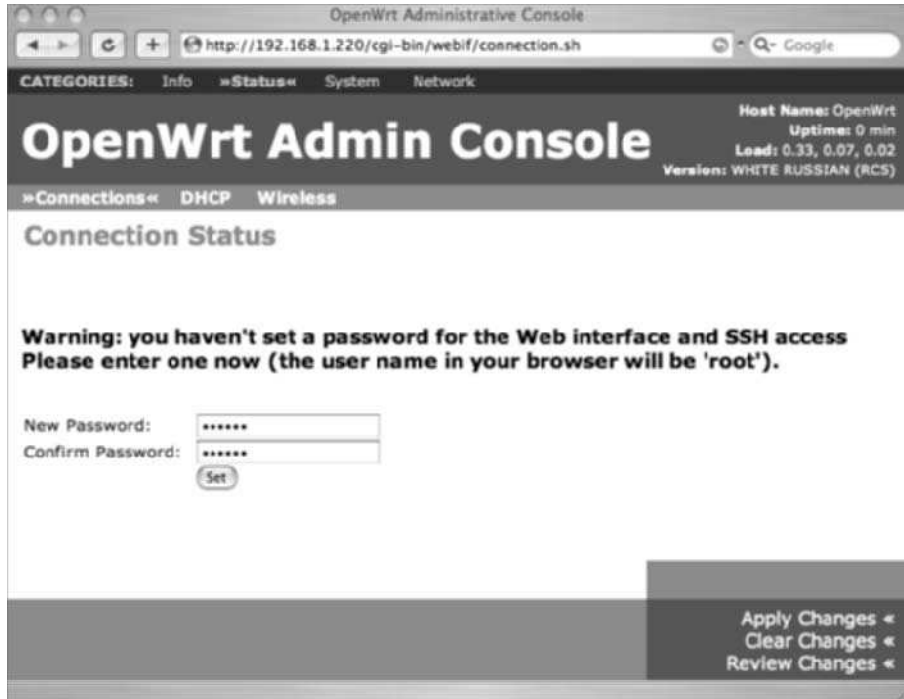 OpenWrt Administrative Console
http://192.168.1.220/cgi-bin/webif/connection.sh
Google
CATEGORIES: Info »Status« System Network
OpenWrt Admin Console
Host Name: OpenWrt
Uptime: 0 min
Load: 0.33, 0.07, 0.02
Version: WHITE RUSSIAN (RC5)
»Connections« DHCP Wireless
Connection Status
Warning: you haven't set a password for the Web interface and SSH access
Please enter one now (the user name in your browser will be 'root').
New Password: ••••••
Confirm Password: ••••••
Set
Apply Changes «
Clear Changes «
Review Changes «